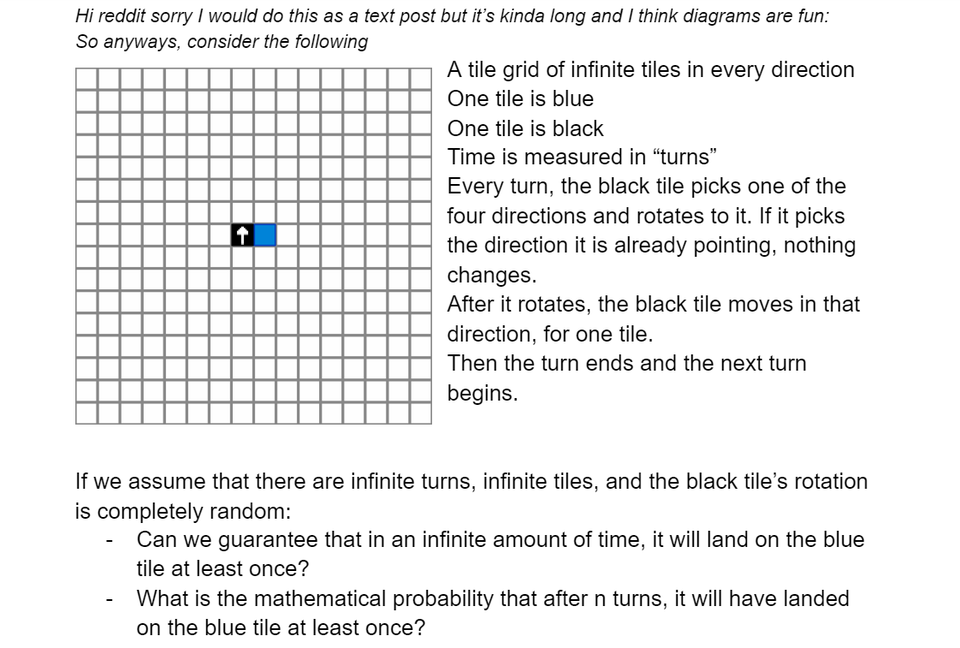 Hi reddit sorry I would do this as a text post but it's kinda long and I think diagrams are fun:
So anyways, consider the following
A tile grid of infinite tiles in every direction
One tile is blue
One tile is black
Time is measured in “turns”
Every turn, the black tile picks one of the
four directions and rotates to it. If it picks
the direction it is already pointing, nothing
changes.
After it rotates, the black tile moves in that
direction, for one tile.
Then the turn ends and the next turn
begins.
If we assume that there are infinite turns, infinite tiles, and the black tile's rotation
is completely random:
- Can we guarantee that in an infinite amount of time, it will land on the blue
tile at least once?
- What is the mathematical probability that after n turns, it will have landed
on the blue tile at least once?